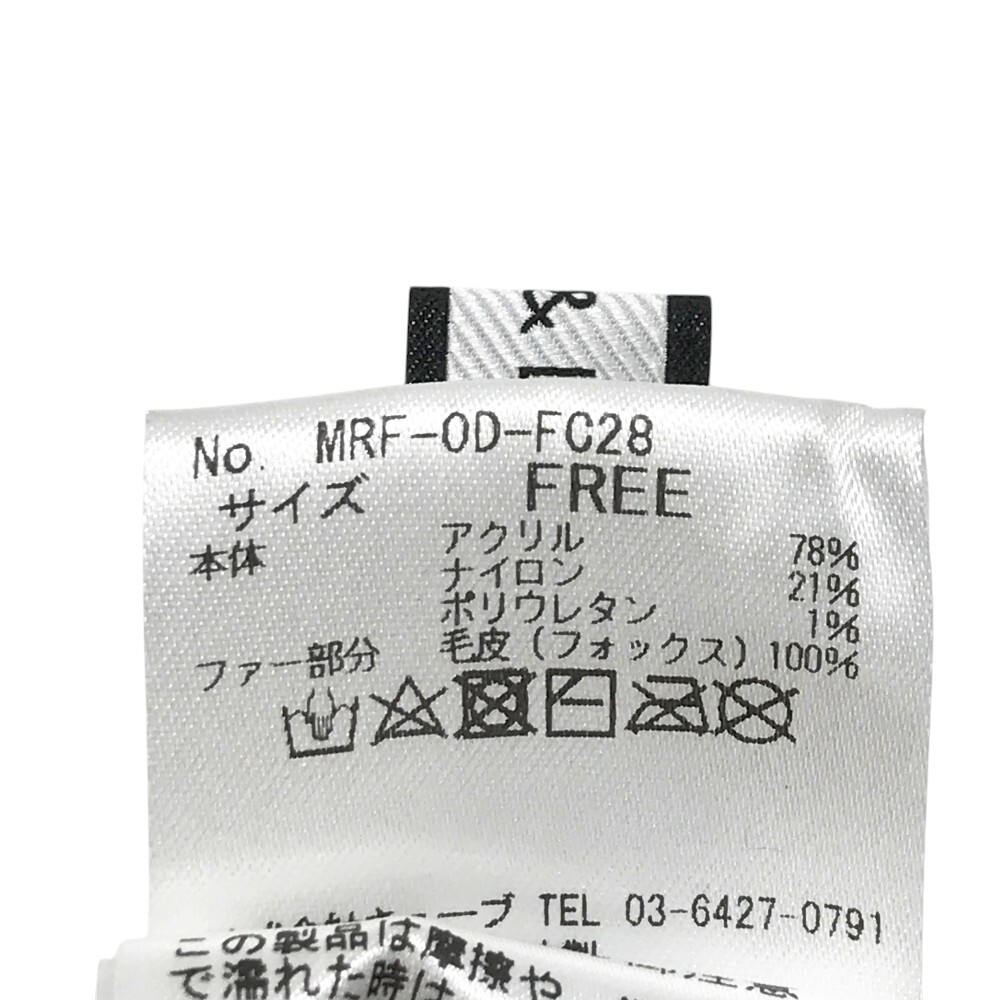 &
No. MRF-OD-FC28
サイズ FREE
本体 アクリル 78%
ナイロン 21%
ポリウレタン 1%
ファー部分 毛皮(フォックス) 100%
ーブ TEL 03-6427-0791
この製品は摩擦や
で濡れた時は